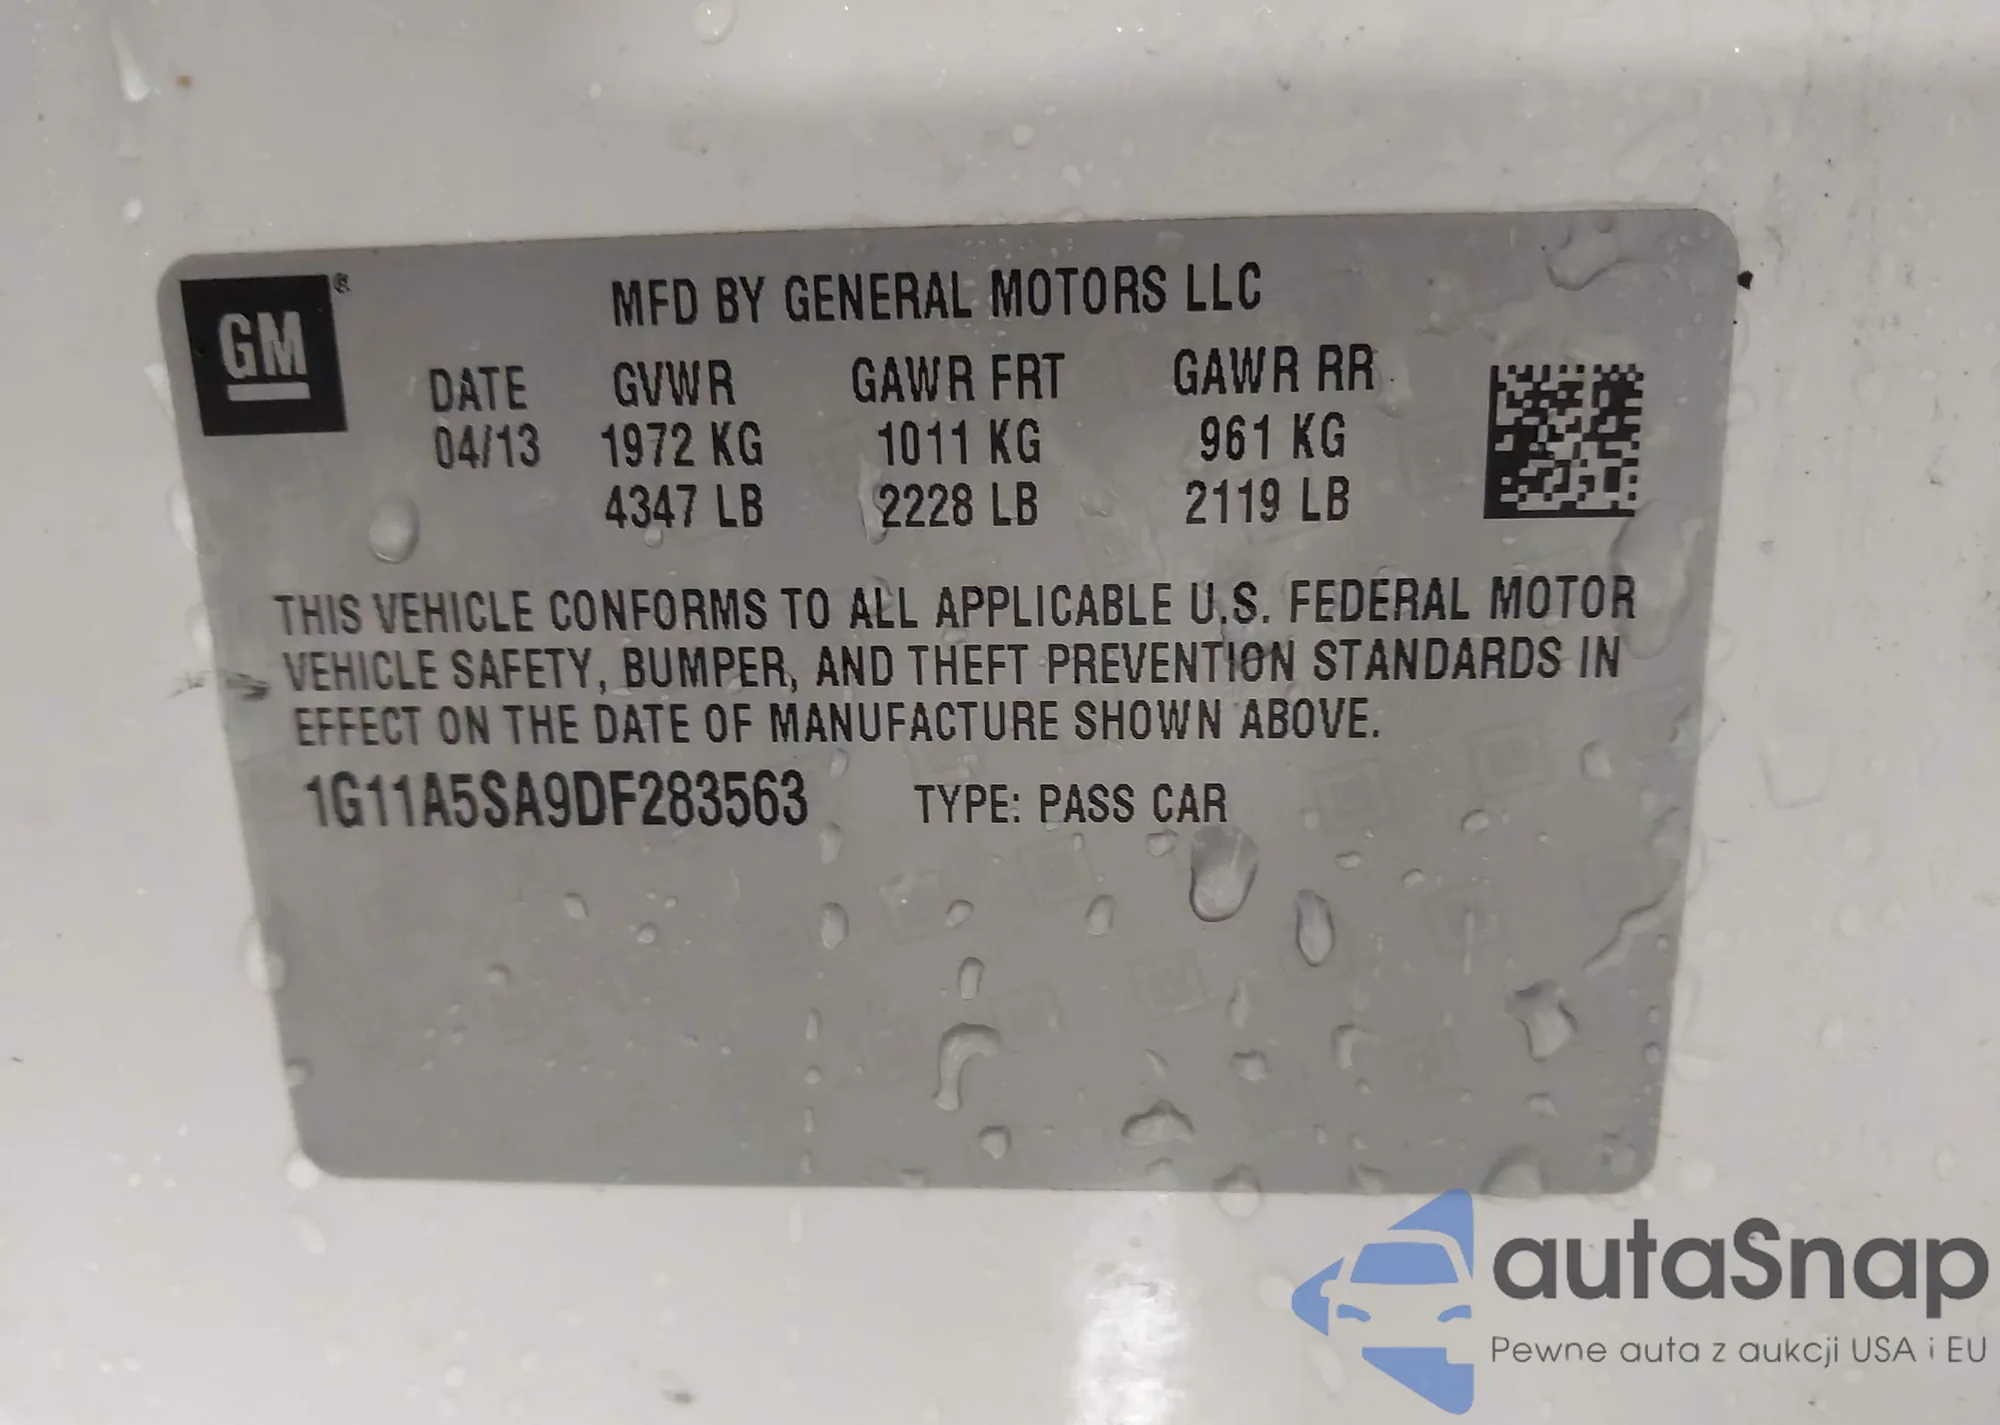 GM ®
MFD BY GENERAL MOTORS LLC
DATE GVWR GAWR FRT GAWR RR
04/13 1972 KG 1011 KG 961 KG
4347 LB 2228 LB 2119 LB
THIS VEHICLE CONFORMS TO ALL APPLICABLE U.S. FEDERAL MOTOR
VEHICLE SAFETY, BUMPER, AND THEFT PREVENTION STANDARDS IN
EFFECT ON THE DATE OF MANUFACTURE SHOWN ABOVE.
1G11A5SA9DF283563 TYPE: PASS CAR
autaSnap
Pewne auta z aukcji USA i EU